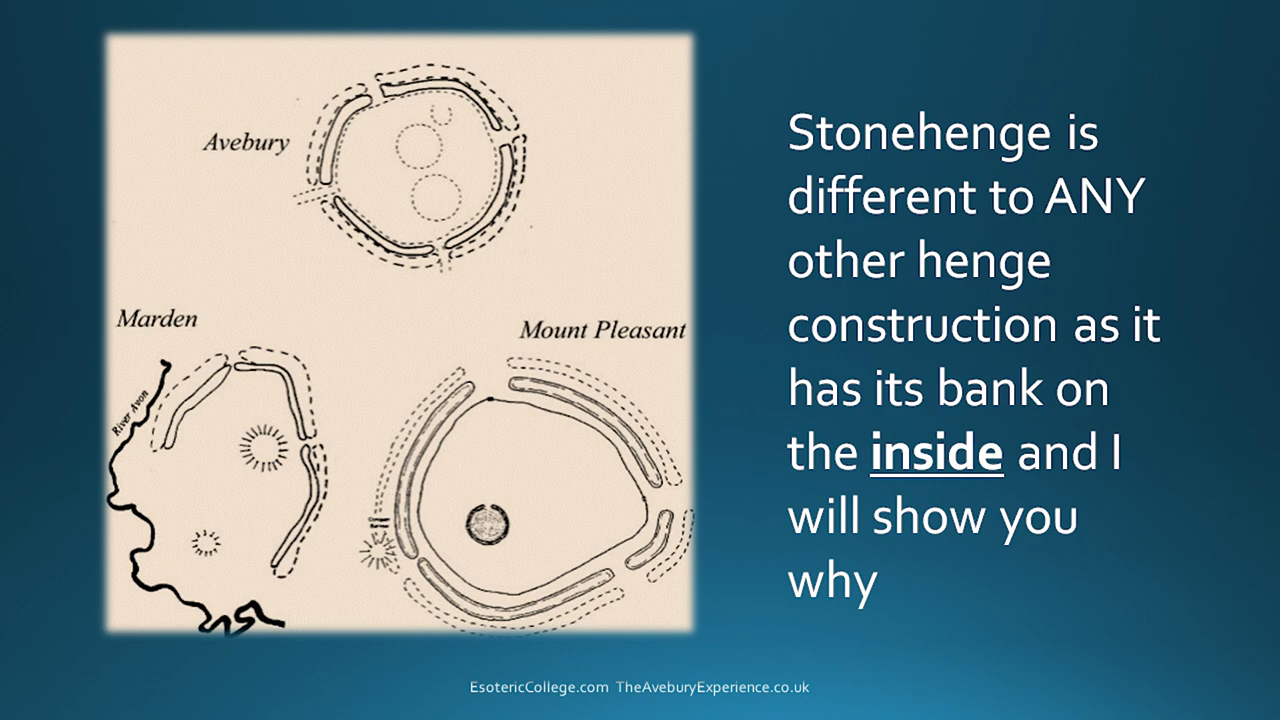 Avebury
Marden
Mount Pleasant
River Avon
Stonehenge is
different to ANY
other henge
construction as it
has its bank on
the inside and I
will show you
why
EsotericCollege.com TheAveburyExperience.co.uk